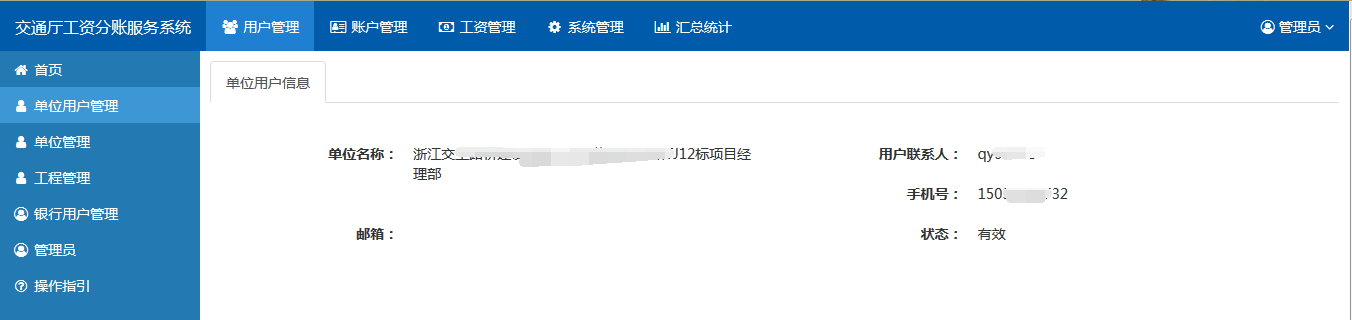 交通厅工资分账服务系统 用户管理 账户管理 工资管理 系统管理 汇总统计 管理员
首页
单位用户管理
单位管理
工程管理
银行用户管理
管理员
操作指引
单位用户信息
单位名称： 浙江交 12标项目经
理部
用户联系人： qy
手机号： 150 732
邮箱：
状态： 有效